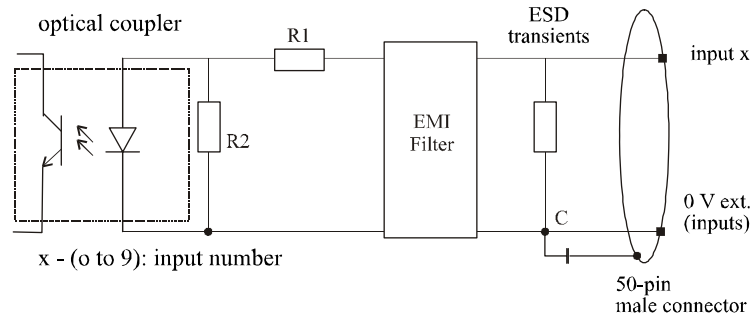 optical coupler
R1
ESD
transients
input x
R2
EMI
Filter
C
0 V ext.
(inputs)
x - (o to 9): input number
50-pin
male connector